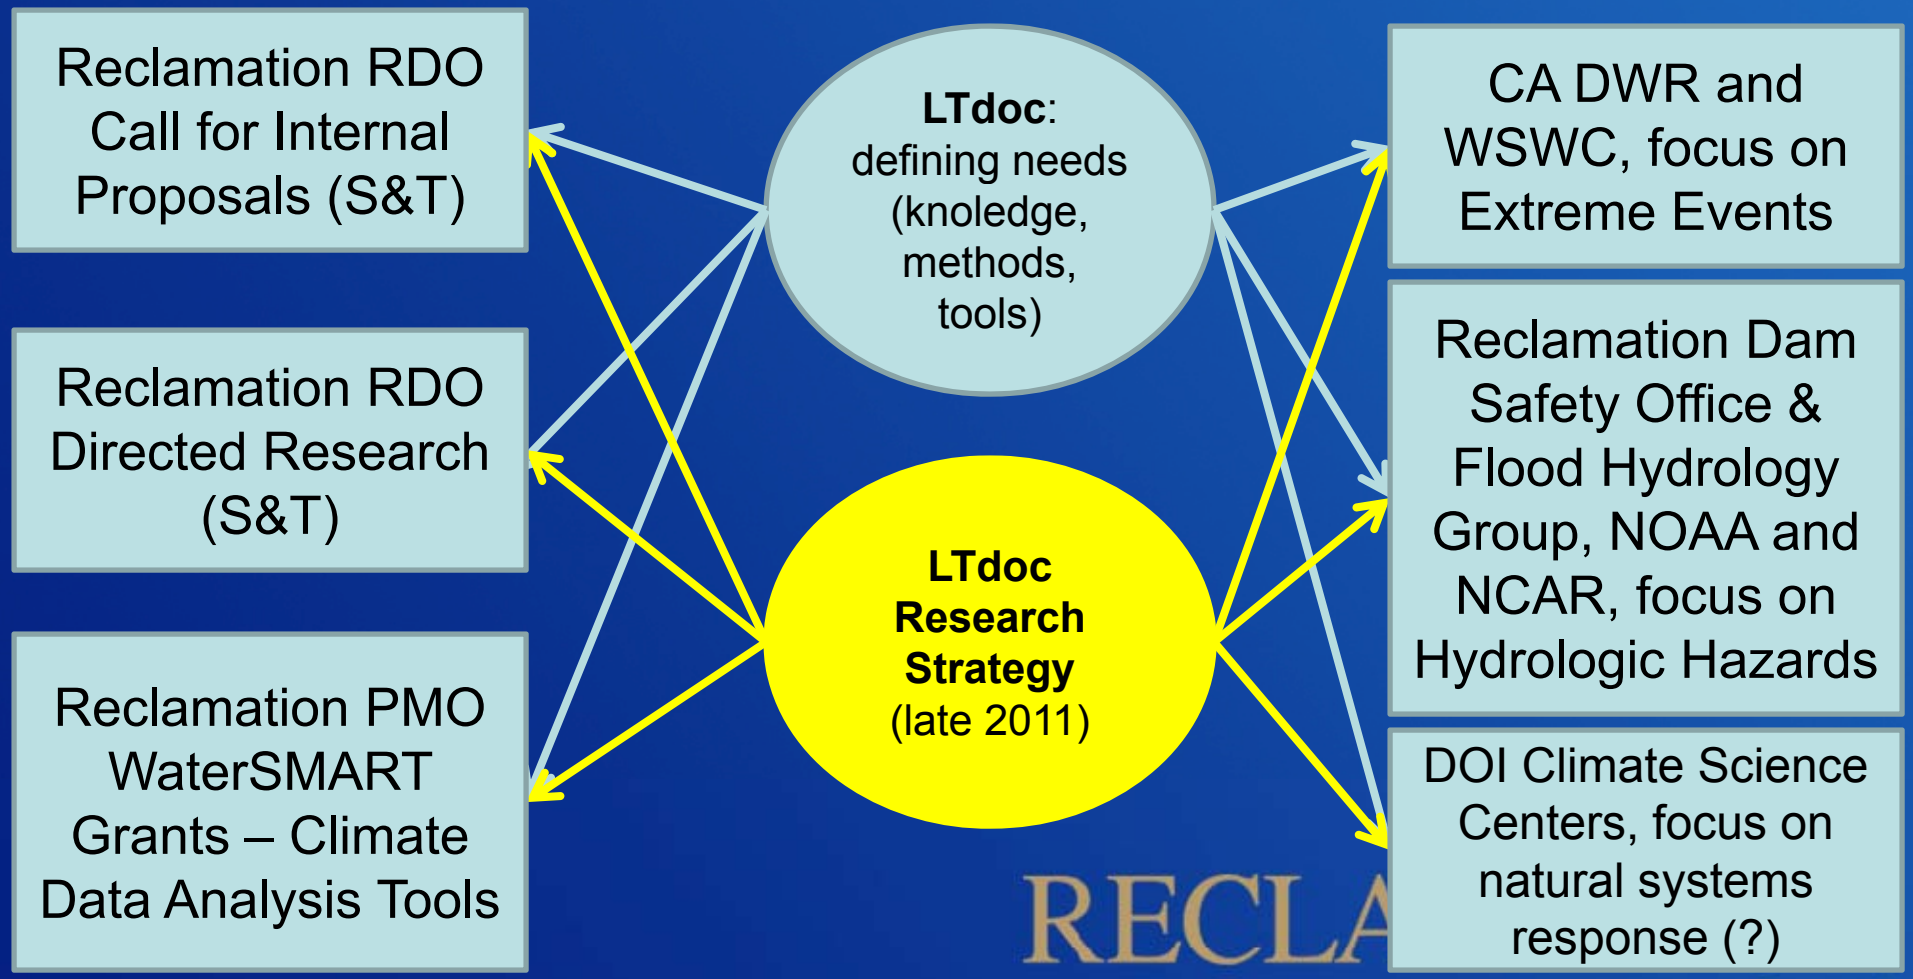 Reclamation RDO
Call for Internal
Proposals (S&T)
Reclamation RDO
Directed Research
(S&T)
Reclamation PMO
WaterSMART
Grants – Climate
Data Analysis Tools
LTdoc:
defining needs
(knoledge,
methods,
tools)
LTdoc
Research
Strategy
(late 2011)
CA DWR and
WSWC, focus on
Extreme Events
Reclamation Dam
Safety Office &
Flood Hydrology
Group, NOAA and
NCAR, focus on
Hydrologic Hazards
DOI Climate Science
Centers, focus on
natural systems
response (?)
RECLA